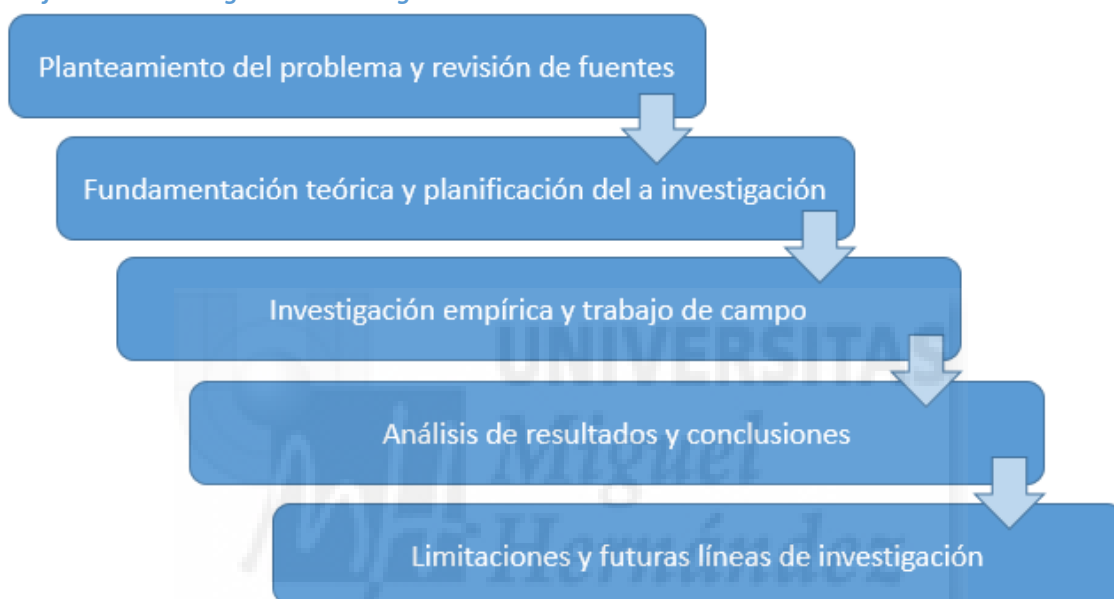 Planteamiento del problema y revisión de fuentes
Fundamentación teórica y planificación del a investigación
Investigación empírica y trabajo de campo
UNIVERSITAS
Análisis de resultados y conclusiones
Miguel
Limitaciones y futuras líneas de investigación
Hernández